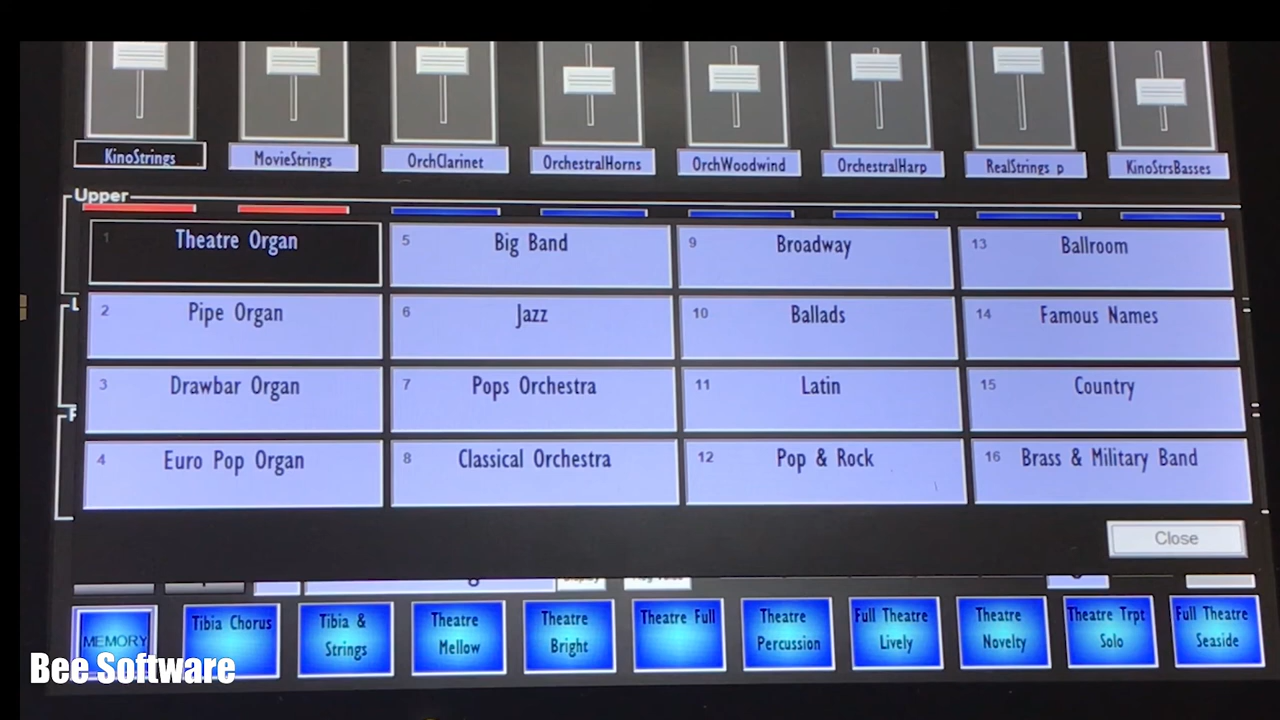 KinoStrings
MovieStrings
OrchClarinet
OrchestralHorns
OrchWoodwind
OrchestralHarp
RealStrings p
KinoStrsBasses
Upper
1 Theatre Organ
5 Big Band
9 Broadway
13 Ballroom
2 Pipe Organ
6 Jazz
10 Ballads
14 Famous Names
3 Drawbar Organ
7 Pops Orchestra
11 Latin
15 Country
4 Euro Pop Organ
8 Classical Orchestra
12 Pop & Rock
16 Brass & Military Band
Close
MEMORY
Tibia Chorus
Tibia &
Strings
Theatre
Mellow
Theatre
Bright
Theatre Full
Theatre
Percussion
Full Theatre
Lively
Theatre
Novelty
Theatre Trpt
Solo
Full Theatre
Seaside
Bee Software